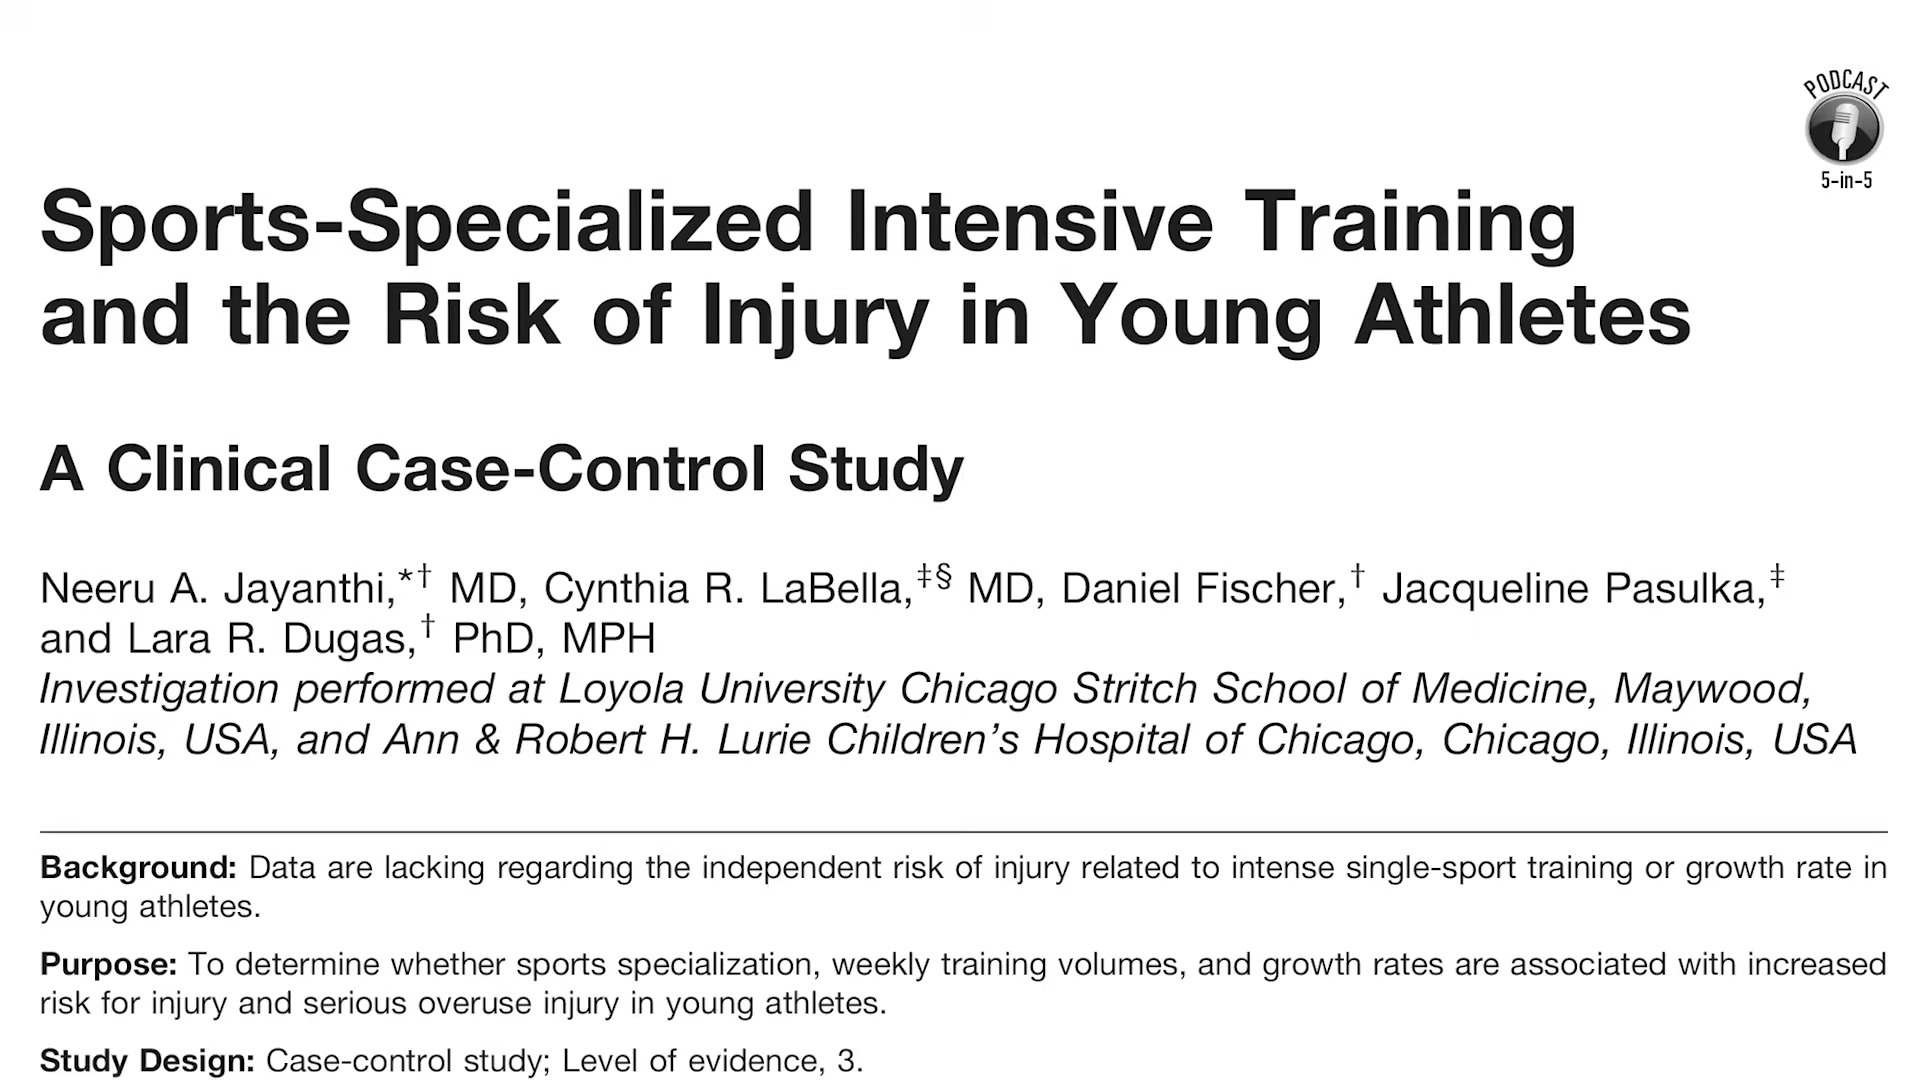 PODCAST
5-in-5
Sports-Specialized Intensive Training
and the Risk of Injury in Young Athletes
A Clinical Case-Control Study
Neeru A. Jayanthi,*† MD, Cynthia R. LaBella,‡§ MD, Daniel Fischer,† Jacqueline Pasulka,‡
and Lara R. Dugas,† PhD, MPH
Investigation performed at Loyola University Chicago Stritch School of Medicine, Maywood,
Illinois, USA, and Ann & Robert H. Lurie Children’s Hospital of Chicago, Chicago, Illinois, USA
Background: Data are lacking regarding the independent risk of injury related to intense single-sport training or growth rate in
young athletes.
Purpose: To determine whether sports specialization, weekly training volumes, and growth rates are associated with increased
risk for injury and serious overuse injury in young athletes.
Study Design: Case-control study; Level of evidence, 3.